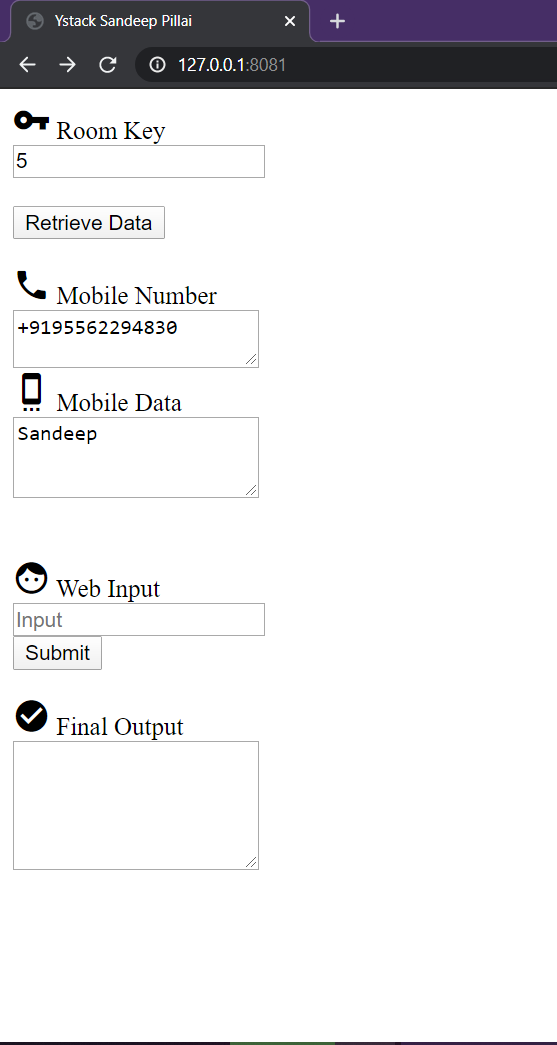 Ystack Sandeep Pillai
127.0.0.1:8081
Room Key
5
Retrieve Data
Mobile Number
+9195562294830
Mobile Data
Sandeep
Web Input
Input
Submit
Final Output